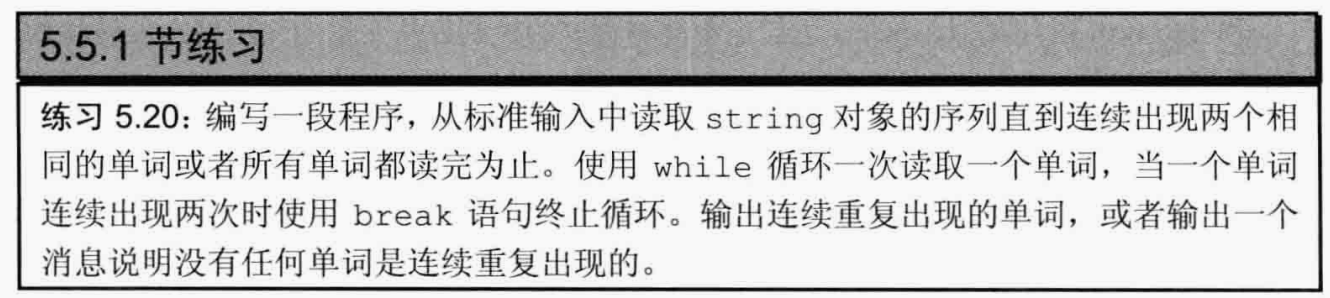 5.5.1 节练习
练习 5.20: 编写一段程序，从标准输入中读取 string 对象的序列直到连续出现两个相
同的单词或者所有单词都读完为止。使用 while 循环一次读取一个单词，当一个单词
连续出现两次时使用 break 语句终止循环。输出连续重复出现的单词，或者输出一个
消息说明没有任何单词是连续重复出现的。